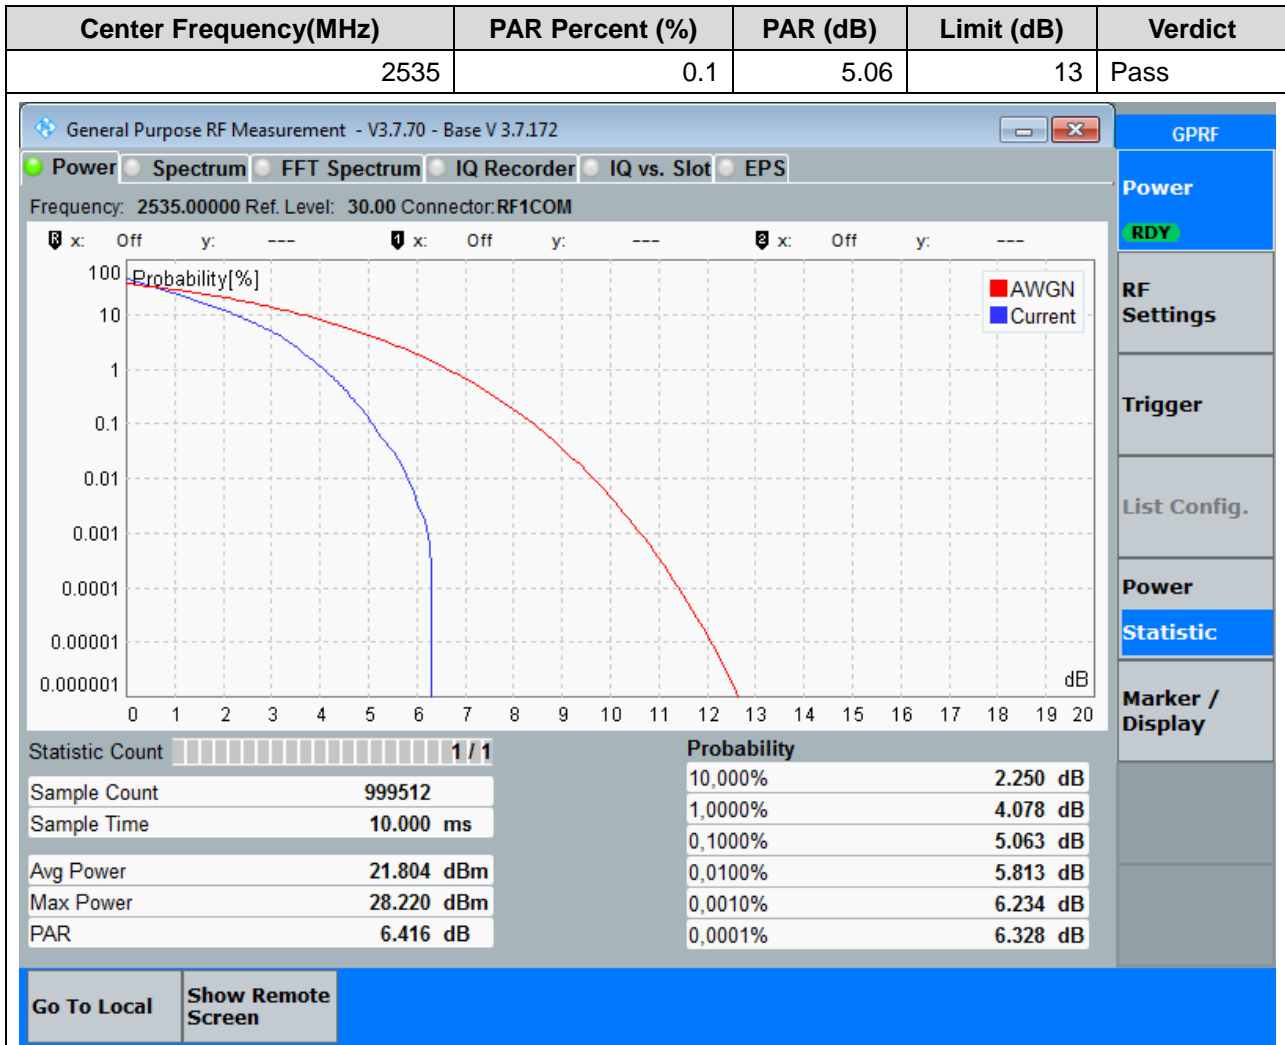 Center Frequency(MHz) PAR Percent (%) PAR (dB) Limit (dB) Verdict
2535 0.1 5.06 13 Pass
General Purpose RF Measurement - V3.7.70 - Base V 3.7.172
GPRF
Power Spectrum FFT Spectrum IQ Recorder IQ vs. Slot EPS
Frequency: 2535.00000 Ref. Level: 30.00 Connector:RF1COM
R x: Off y: --- 1 x: Off y: --- 2 x: Off y: ---
Probability[%]
100
10
1
0.1
0.01
0.001
0.0001
0.00001
0.000001
AWGN
Current
dB
0 1 2 3 4 5 6 7 8 9 10 11 12 13 14 15 16 17 18 19 20
Statistic Count 1 / 1
Sample Count 999512
Sample Time 10.000 ms
Avg Power 21.804 dBm
Max Power 28.220 dBm
PAR 6.416 dB
Probability
10,000% 2.250 dB
1,0000% 4.078 dB
0,1000% 5.063 dB
0,0100% 5.813 dB
0,0010% 6.234 dB
0,0001% 6.328 dB
Power
RDY
RF
Settings
Trigger
List Config.
Power
Statistic
Marker /
Display
Go To Local
Show Remote
Screen